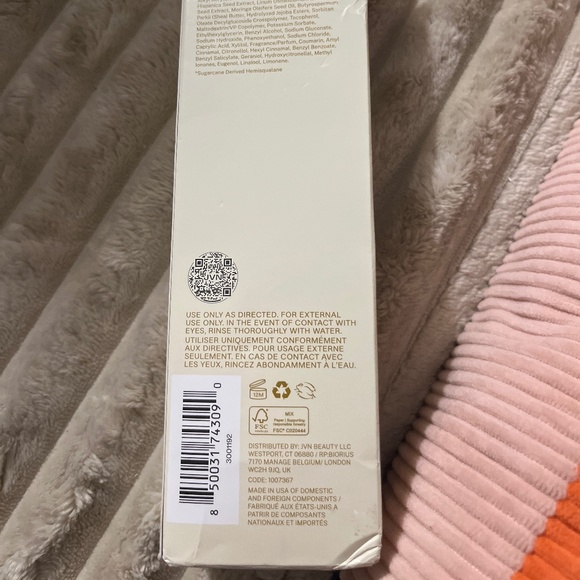 Hispanica Seed Extract, Linum
Seed Extract, Moringa Oleifera Seed Oil, Butyrospermum
Parkii (Shea) Butter, Hydrolyzed Jojoba Esters, Sorbitan
Oleate Decylglucoside Crosspolymer, Tocopherol,
Maltodextrin/VP Copolymer, Potassium Sorbate,
Ethylhexylglycerin, Benzyl Alcohol, Sodium Gluconate,
Sodium Hydroxide, Phenoxyethanol, Sodium Citrate,
Caprylic Acid, Xylitol, Fragrance/Parfum, Coumarin, Amyl
Cinnamal, Citronellol, Hexyl Cinnamal, Benzyl Benzoate,
Benzyl Salicylate, Geraniol, Hydroxycitronellal, Methyl
Ionones, Eugenol, Linalool, Limonene.
*Sugarcane Derived Hemisqualane
JVN
USE ONLY AS DIRECTED. FOR EXTERNAL
USE ONLY. IN THE EVENT OF CONTACT WITH
EYES, RINSE THOROUGHLY WITH WATER.
UTILISER UNIQUEMENT CONFORMÉMENT
AUX DIRECTIVES. POUR USAGE EXTERNE
SEULEMENT. EN CAS DE CONTACT AVEC
LES YEUX, RINCEZ ABONDAMMENT À L'EAU.
12M
FSC
MIX
Paper | Supporting
responsible forestry
FSC® C020444
8 50031 74309 0
3001192
DISTRIBUTED BY: JVN BEAUTY LLC
WESTPORT, CT 06880 / RP:BIORIUS
7170 MANAGE BELGIUM/ LONDON
WC2H 9JQ, UK
CODE: 1007367
MADE IN USA OF DOMESTIC
AND FOREIGN COMPONENTS /
FABRIQUÉ AUX ÉTATS-UNIS À
PATRIR DE COMPOSANTS
NATIONAUX ET IMPORTÉS